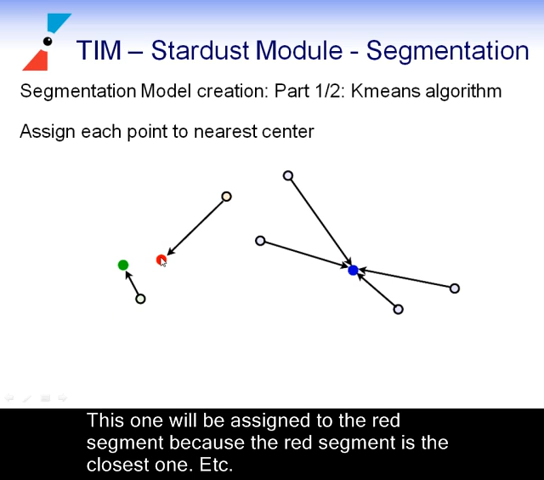 TIM – Stardust Module - Segmentation
Segmentation Model creation: Part 1/2: Kmeans algorithm
Assign each point to nearest center
This one will be assigned to the red
segment because the red segment is the
closest one. Etc.